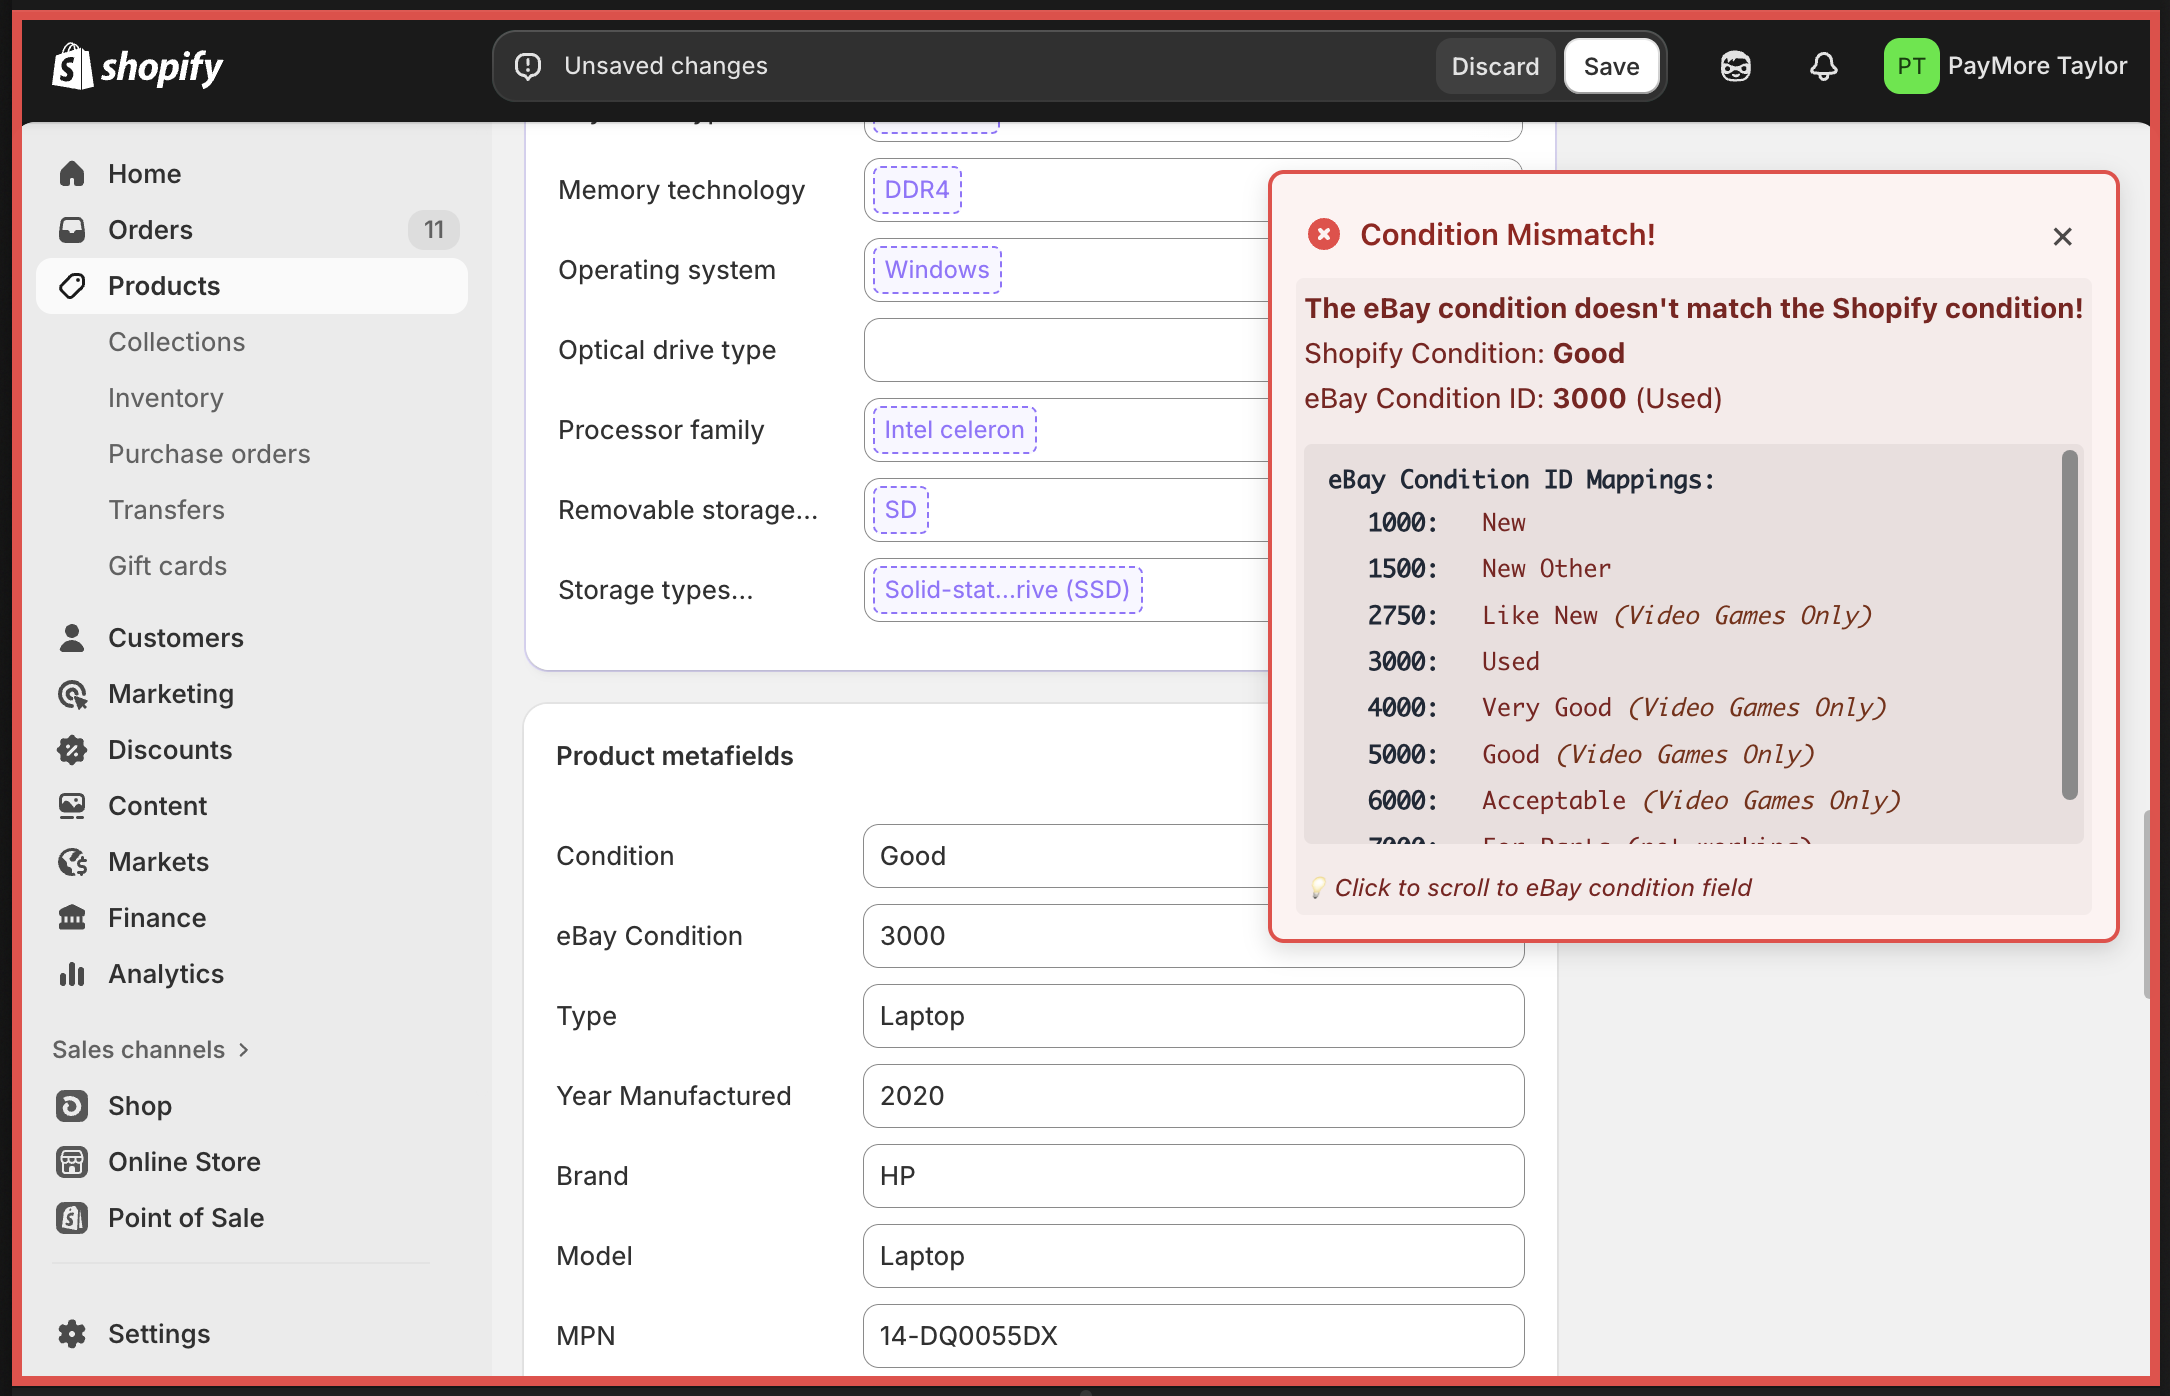 shopify
Unsaved changes
Discard
Save
PT
PayMore Taylor
Home
Orders
11
Products
Collections
Inventory
Purchase orders
Transfers
Gift cards
Customers
Marketing
Discounts
Content
Markets
Finance
Analytics
Sales channels
Shop
Online Store
Point of Sale
Settings
Memory technology
DDR4
Operating system
Windows
Optical drive type
Processor family
Intel celeron
Removable storage...
SD
Storage types...
Solid-stat...rive (SSD)
Product metafields
Condition
Good
eBay Condition
3000
Type
Laptop
Year Manufactured
2020
Brand
HP
Model
Laptop
MPN
14-DQ0055DX
Condition Mismatch!
The eBay condition doesn't match the Shopify condition!
Shopify Condition: Good
eBay Condition ID: 3000 (Used)
eBay Condition ID Mappings:
1000: New
1500: New Other
2750: Like New (Video Games Only)
3000: Used
4000: Very Good (Video Games Only)
5000: Good (Video Games Only)
6000: Acceptable (Video Games Only)
7000: For Parts (not working)
Click to scroll to eBay condition field